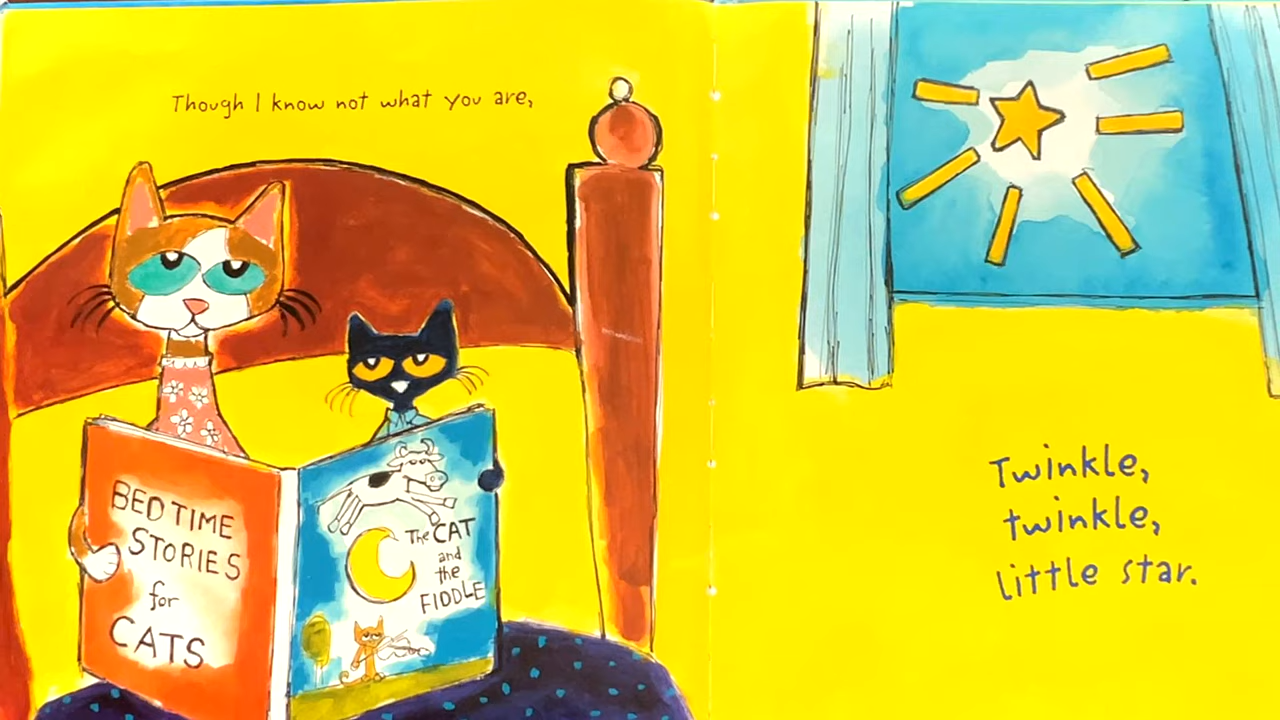 Though I know not what you are,
BEDTIME
STORIES
for
CATS
The CAT
and
the
FIDDLE
Twinkle,
twinkle,
little star.